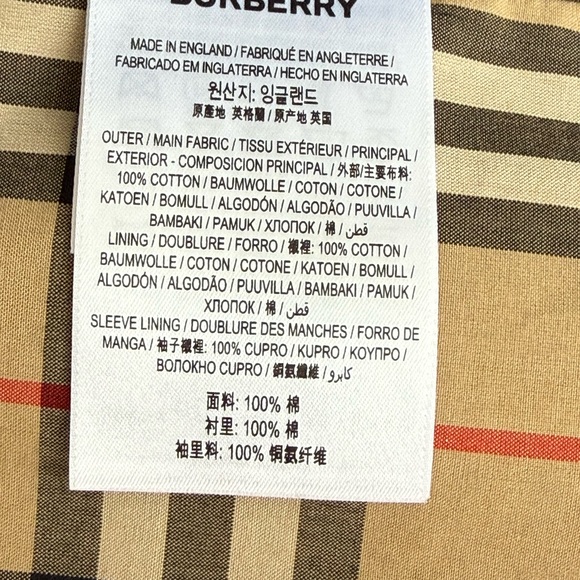 BURBERRY
MADE IN ENGLAND / FABRIQUÉ EN ANGLETERRE /
FABRICADO EM INGLATERRA / HECHO EN INGLATERRA
원산지: 잉글랜드
原產地 英格蘭 / 原产地 英国
OUTER / MAIN FABRIC / TISSU EXTÉRIEUR / PRINCIPAL /
EXTERIOR - COMPOSICION PRINCIPAL / 外部/主要布料:
100% COTTON / BAUMWOLLE / COTON / COTONE /
KATOEN / BOMULL / ALGODÓN / ALGODÃO / PUUVILLA /
BAMBAKI / PAMUK / ХЛОПОК / 棉 / قطن
LINING / DOUBLURE / FORRO / 襯裡: 100% COTTON /
BAUMWOLLE / COTON / COTONE / KATOEN / BOMULL /
ALGODÓN / ALGODÃO / PUUVILLA / BAMBAKI / PAMUK /
ХЛОПОК / 棉 / قطن
SLEEVE LINING / DOUBLURE DES MANCHES / FORRO DE
MANGA / 袖子襯裡: 100% CUPRO / KUPRO / ΚΟΥΠΡΟ /
ВОЛОКНО CUPRO / 銅氨纖維 / كابرو
面料: 100% 棉
衬里: 100% 棉
袖里料: 100% 铜氨纤维